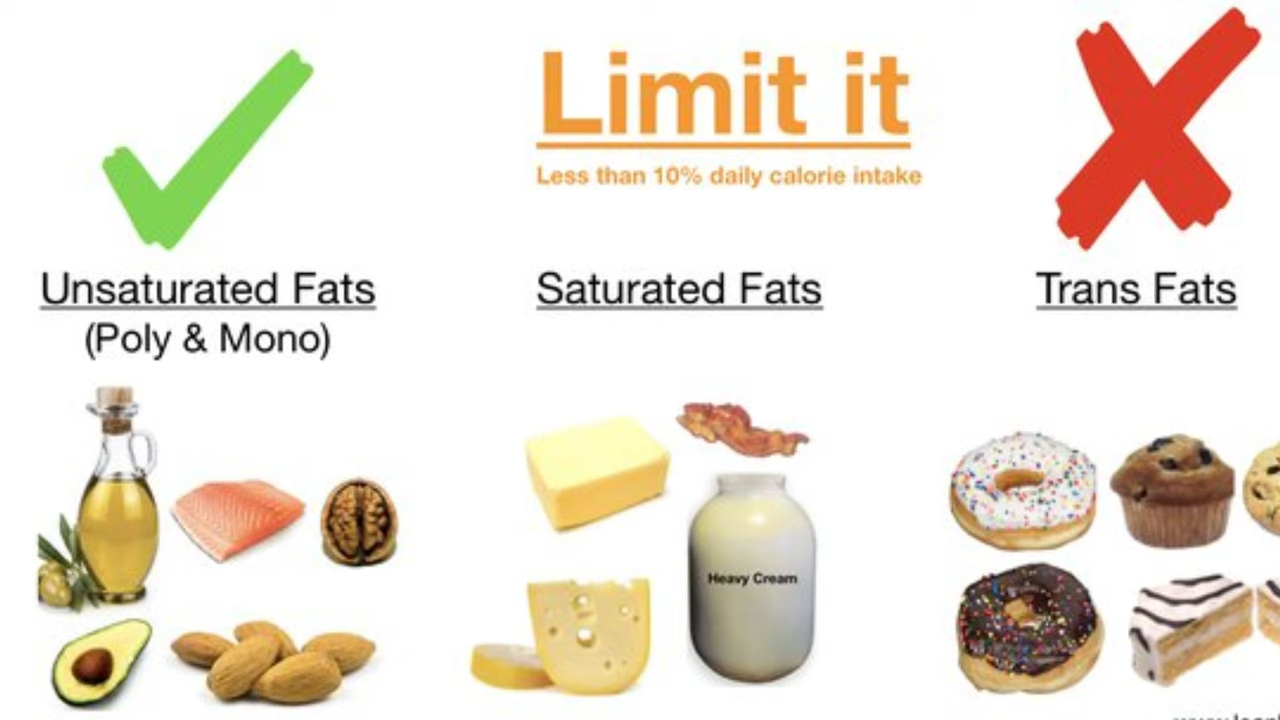 Limit it
Less than 10% daily calorie intake
Unsaturated Fats
(Poly & Mono)
Saturated Fats
Trans Fats
Heavy Cream